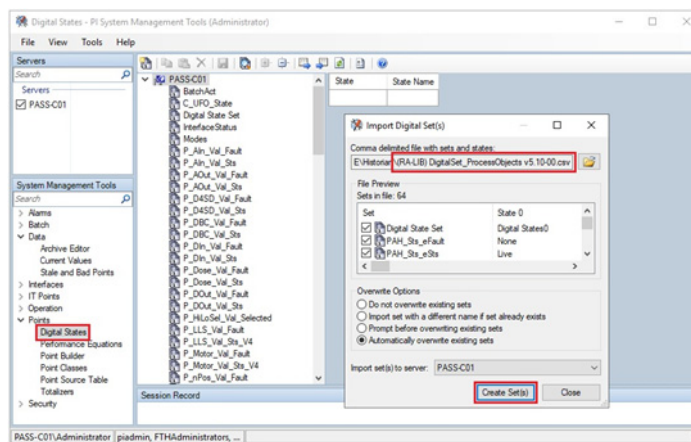 Digital States - PI System Management Tools (Administrator)
File View Tools Help
Servers
Search
Servers
PASS-C01
System Management Tools
Search
Alarms
Batch
Data
Archive Editor
Current Values
Stale and Bad Points
Interfaces
IT Points
Operation
Points
Digital States
Performance Equations
Point Builder
Point Classes
Point Source Table
Totalizers
Security
PASS-C01
BatchAct
C_UFO_State
Digital State Set
InterfaceStatus
Modes
P_AIn_Val_Fault
P_AIn_Val_Sts
P_AOut_Val_Fault
P_AOut_Val_Sts
P_D4SD_Val_Fault
P_D4SD_Val_Sts
P_DBC_Val_Fault
P_DBC_Val_Sts
P_DIn_Val_Fault
P_DIn_Val_Sts
P_Dose_Val_Fault
P_Dose_Val_Sts
P_DOut_Val_Fault
P_DOut_Val_Sts
P_HiLoSel_Val_Selected
P_LLS_Val_Fault
P_LLS_Val_Sts_V4
P_Motor_Val_Fault
P_Motor_Val_Sts_V4
P_nPos_Val_Fault
State State Name
Import Digital Set(s)
Comma delimited file with sets and states:
E\Historian\(RA-LIB) DigitalSet_ProcessObjects v5.10-00.csv
File Preview
Sets in file: 64
Set State 0
Digital State Set Digital States0
PAH_Sts_eFault None
PAH_Sts_eSts Live
Overwrite Options
Do not overwrite existing sets
Import set with a different name if set already exists
Prompt before overwriting existing sets
Automatically overwrite existing sets
Import set(s) to server: PASS-C01
Create Set(s) Close
Session Record
PASS-C01\Administrator piadmin, FTHAdministrators, ...